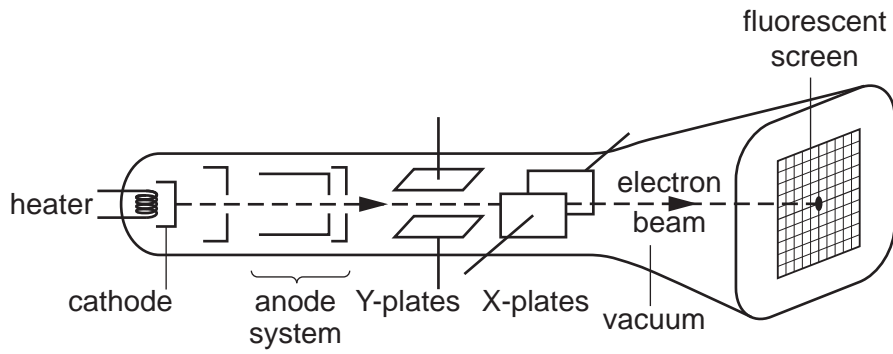 fluorescent
screen
heater
electron
beam
cathode
anode
system
Y-plates
X-plates
vacuum